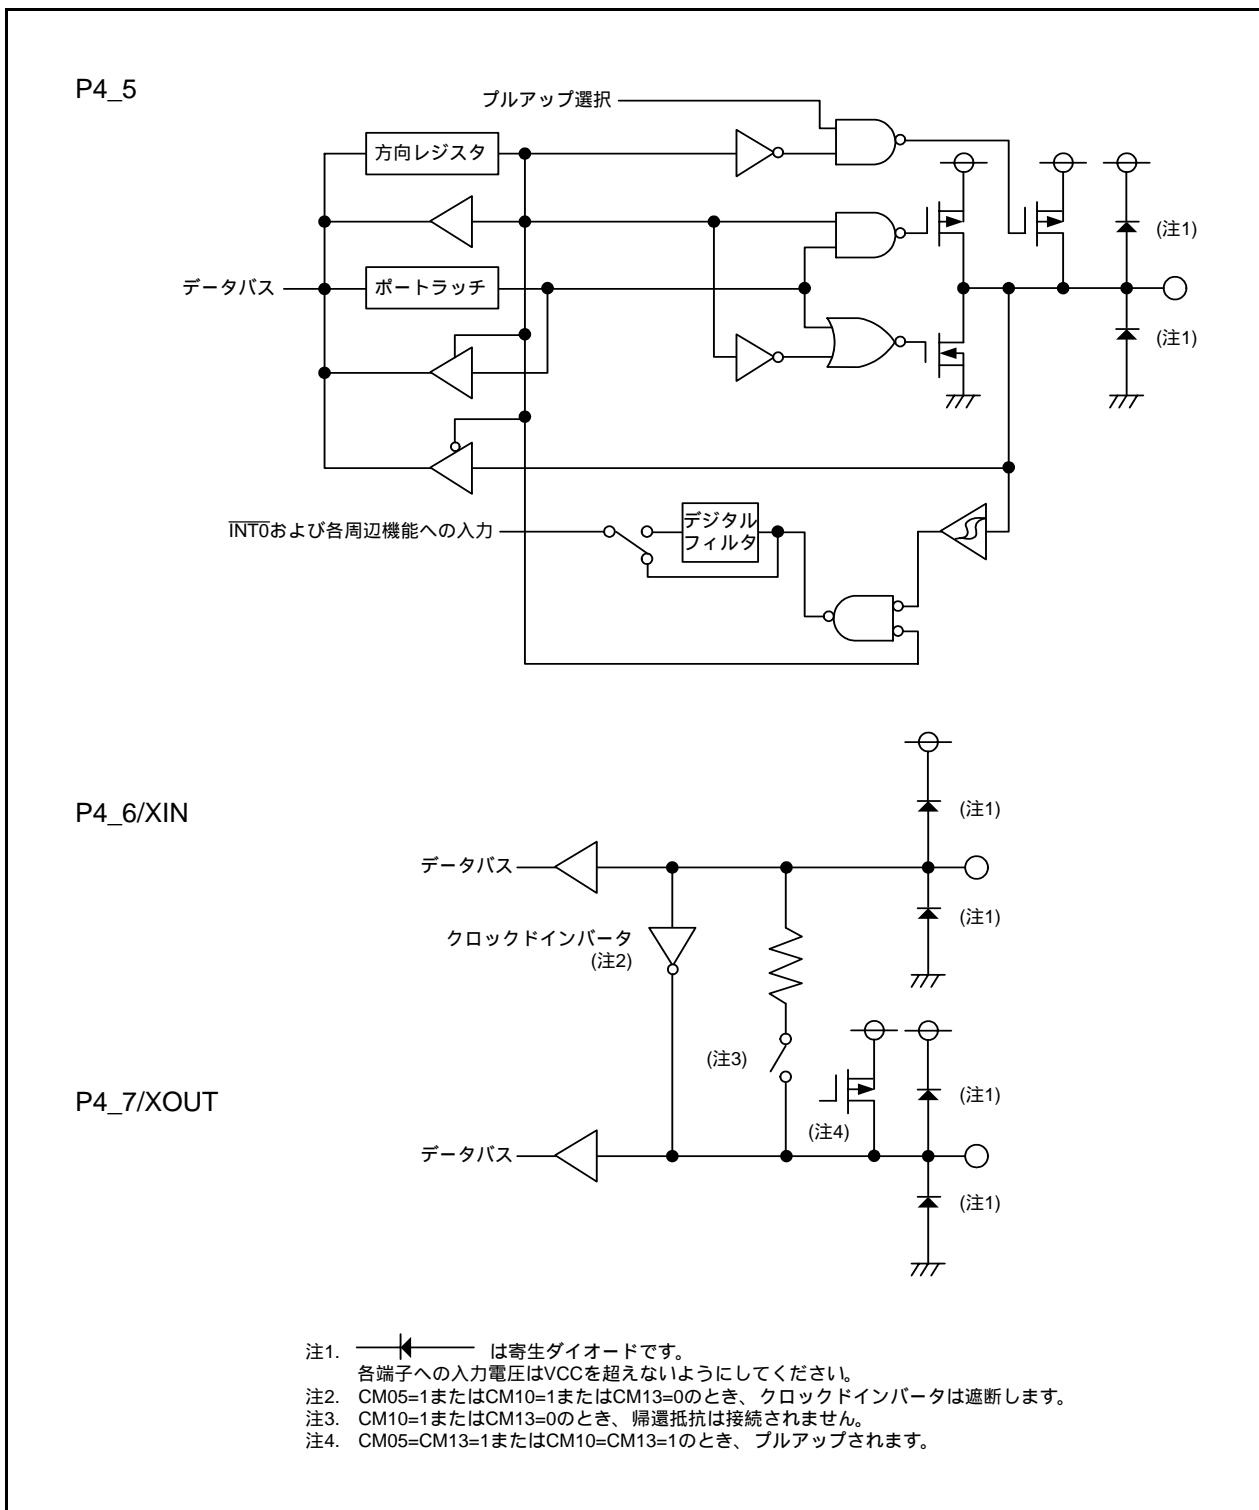 P4_5
プルアップ選択
方向レジスタ
(注1)
データバス
ポートラッチ
(注1)
INT0および各周辺機能への入力
デジタル
フィルタ
P4_6/XIN
(注1)
データバス
(注1)
クロックドインバータ
(注2)
(注3)
P4_7/XOUT
(注1)
(注4)
データバス
(注1)
注1. は寄生ダイオードです。
各端子への入力電圧はVCCを超えないようにしてください。
注2. CM05=1またはCM10=1またはCM13=0のとき、クロックドインバータは遮断します。
注3. CM10=1またはCM13=0のとき、帰還抵抗は接続されません。
注4. CM05=CM13=1またはCM10=CM13=1のとき、プルアップされます。